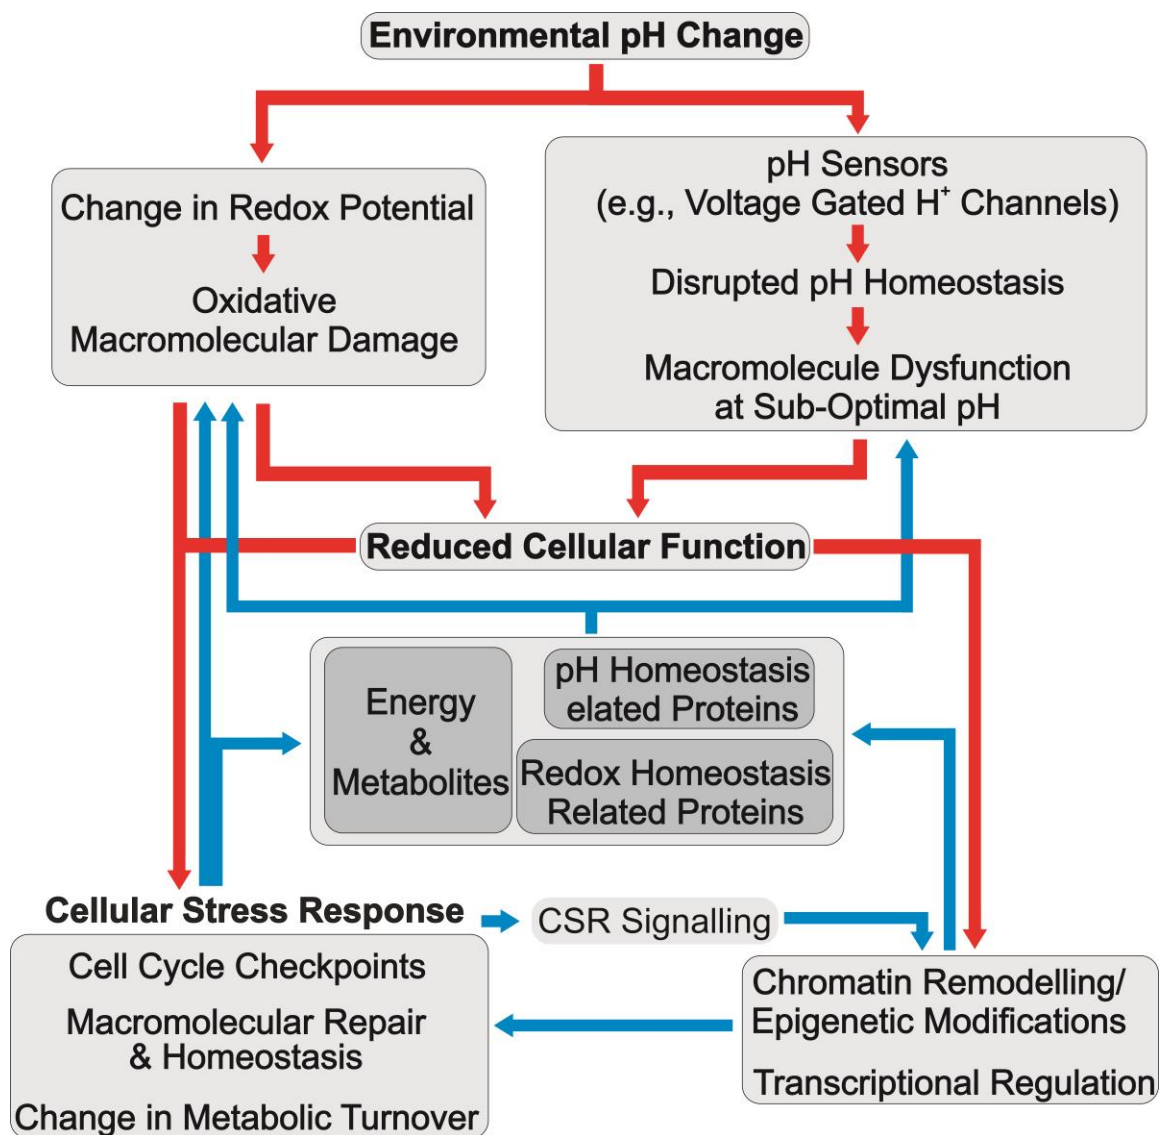 Environmental pH Change
Change in Redox Potential
Oxidative
Macromolecular Damage
pH Sensors
(e.g., Voltage Gated H⁺ Channels)
Disrupted pH Homeostasis
Macromolecule Dysfunction
at Sub-Optimal pH
Reduced Cellular Function
Energy
&
Metabolites
pH Homeostasis
elated Proteins
Redox Homeostasis
Related Proteins
Cellular Stress Response
CSR Signalling
Cell Cycle Checkpoints
Macromolecular Repair
& Homeostasis
Change in Metabolic Turnover
Chromatin Remodelling/
Epigenetic Modifications
Transcriptional Regulation